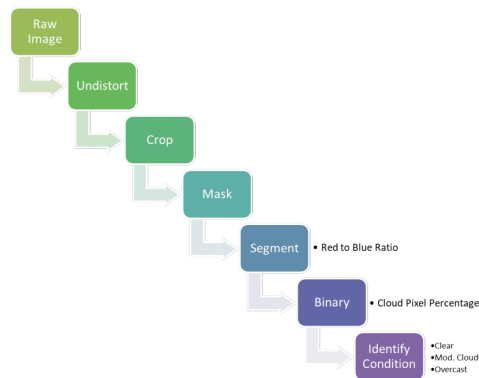 Raw
Image
Undistort
Crop
Mask
Segment
• Red to Blue Ratio
Binary
• Cloud Pixel Percentage
Identify
Condition
•Clear
•Mod. Cloudy
•Overcast